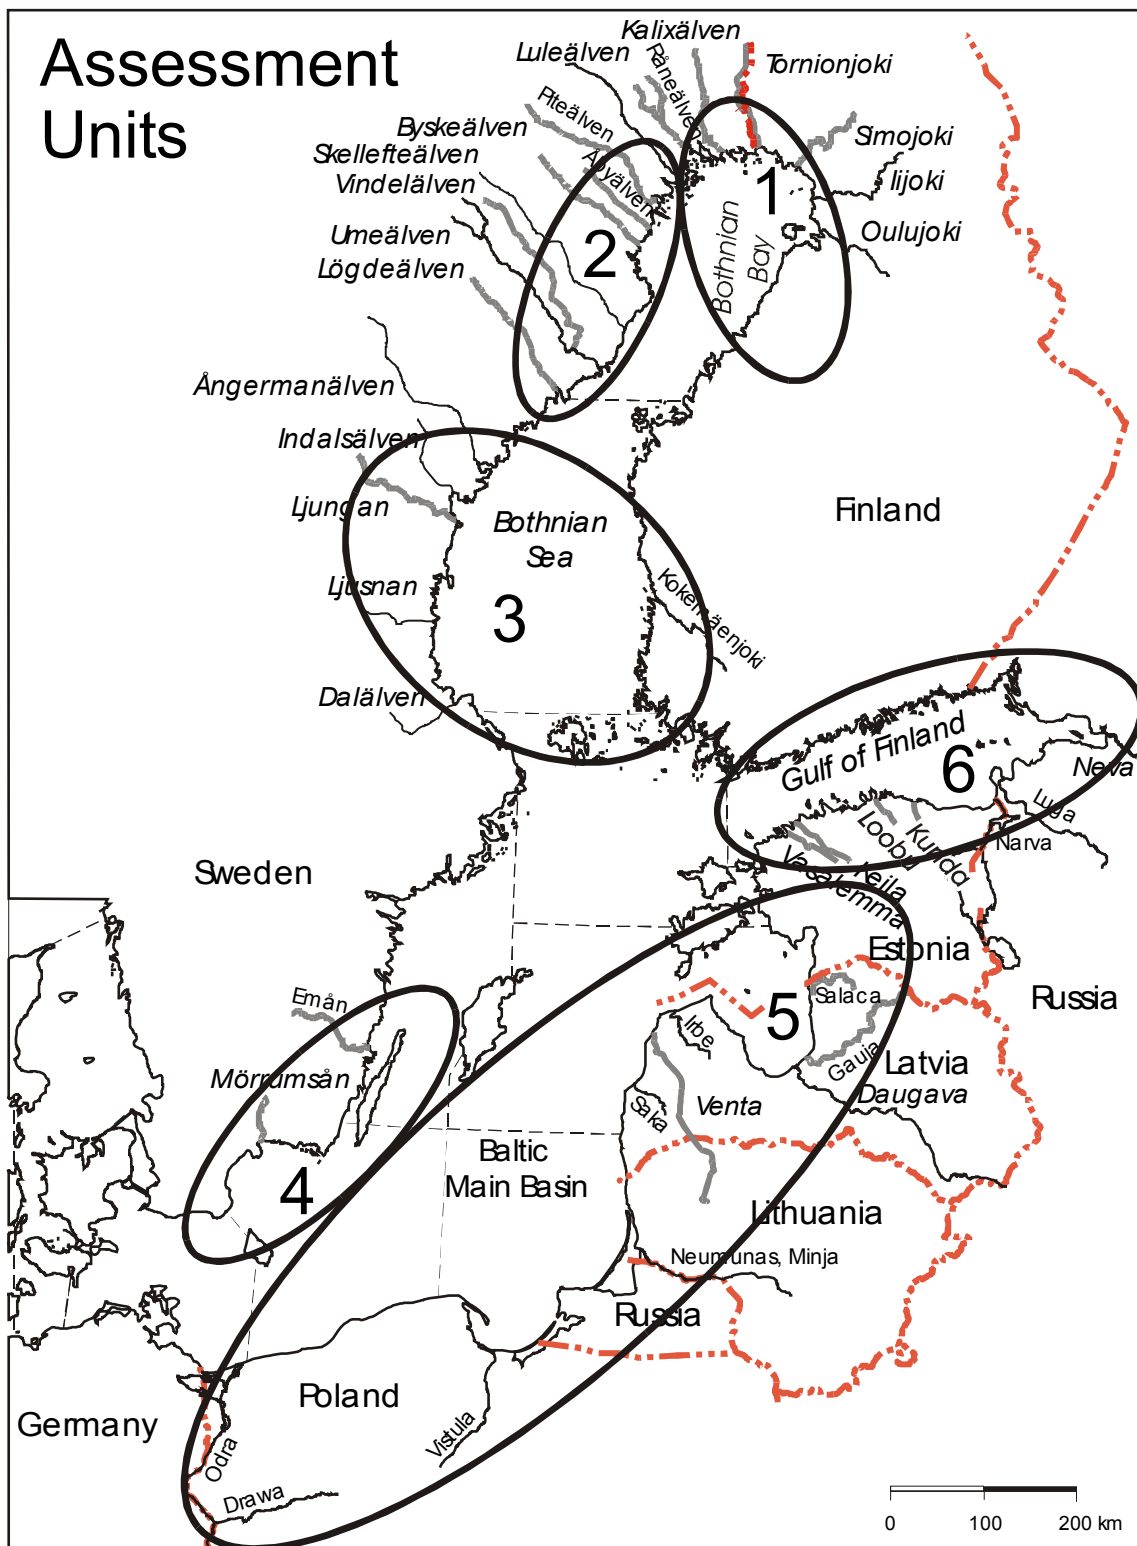 Assessment
Units
Kalixälven
Luleälven
Råneälven
Tornionjoki
Piteälven
Byskeälven
Simojoki
Skellefteälven
Åbyälven
Iijoki
Vindelälven
1
Umeälven
2
Bothnian
Bay
Oulujoki
Lögdeälven
Ångermanälven
Indalsälven
Ljungan
Bothnian
Sea
Finland
Ljusnan
3
Kokemäenjoki
Dalälven
Gulf of Finland
6
Neva
Luga
Loobu
Kunda
Narva
Sweden
Vasalemma
Keila
Estonia
Emån
5
Salaca
Russia
Irbe
Gauja
Latvia
Mörrumsån
Saka
Venta
Daugava
Baltic
Main Basin
4
Lithuania
Neumunas, Minja
Russia
Poland
Germany
Vistula
Odra
Drawa
0 100 200 km